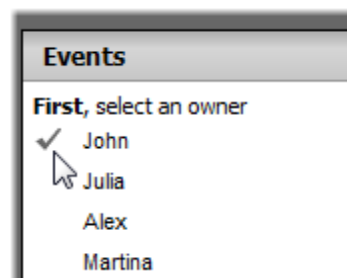 Events
First, select an owner
John
Julia
Alex
Martina